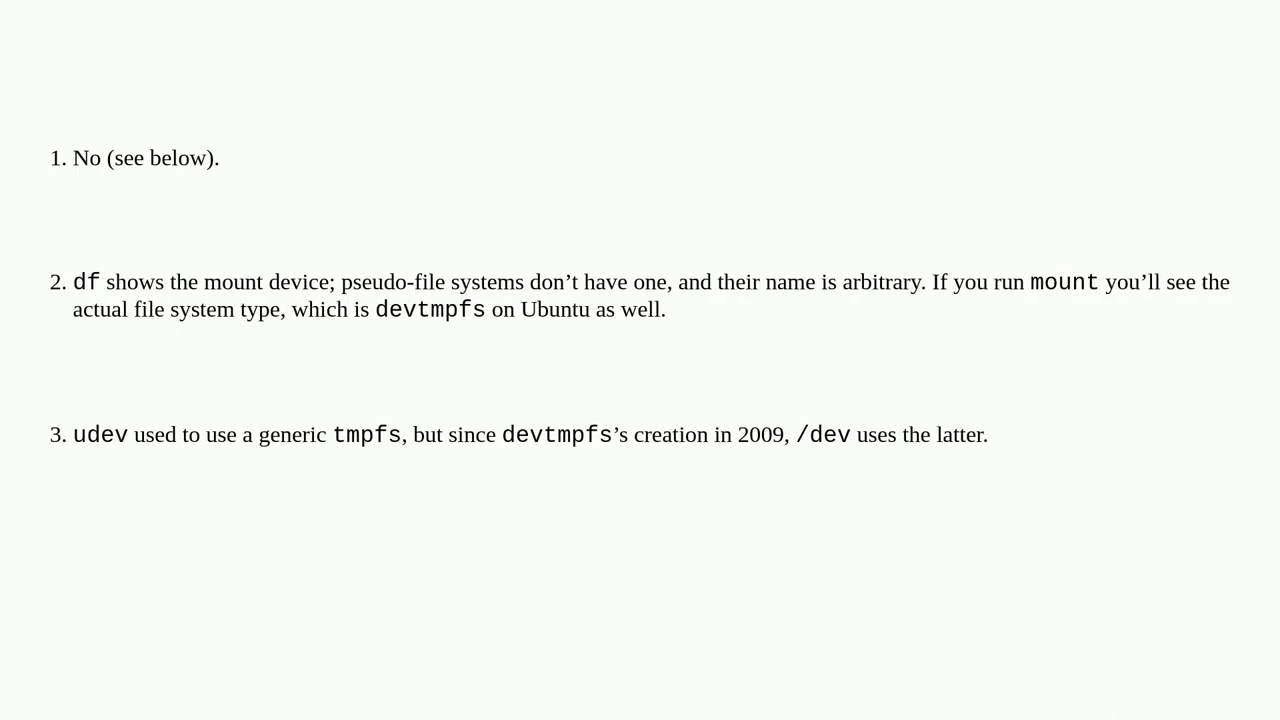 1. No (see below).
2. df shows the mount device; pseudo-file systems don’t have one, and their name is arbitrary. If you run mount you’ll see the
actual file system type, which is devtmpfs on Ubuntu as well.
3. udev used to use a generic tmpfs, but since devtmpfs’s creation in 2009, /dev uses the latter.